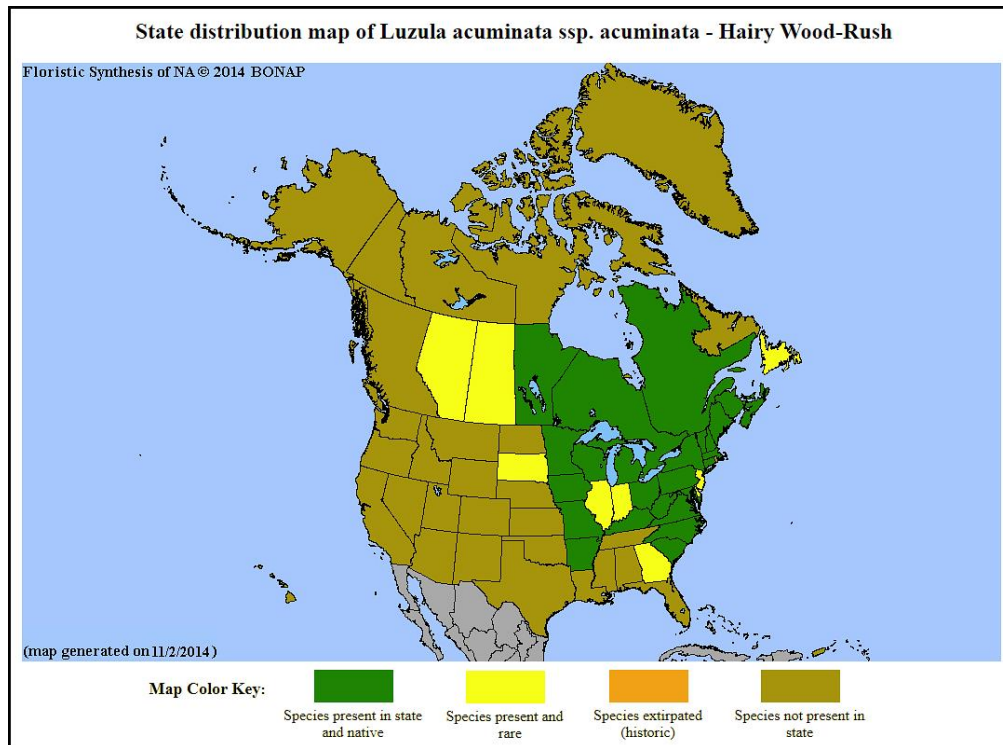 State distribution map of Luzula acuminata ssp. acuminata - Hairy Wood-Rush
Floristic Synthesis of NA © 2014 BONAP
(map generated on 11/2/2014)
Map Color Key:
Species present in state
and native
Species present and
rare
Species extirpated
(historic)
Species not present in
state